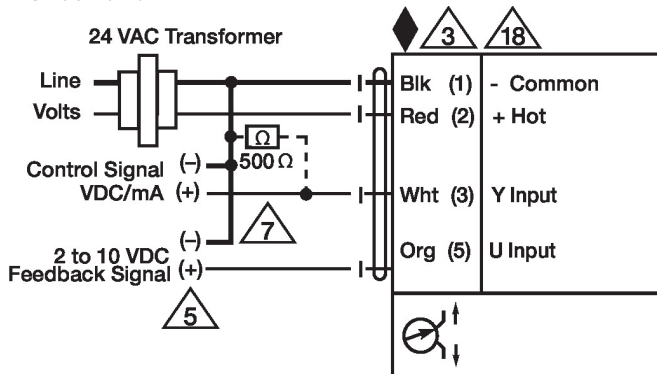 24 VAC Transformer
3 18
Line
Volts
Blk (1) - Common
Red (2) + Hot
Ω
500 Ω
Control Signal (–)
VDC/mA (+)
Wht (3) Y Input
7
(–)
2 to 10 VDC
Feedback Signal (+)
Org (5) U Input
5